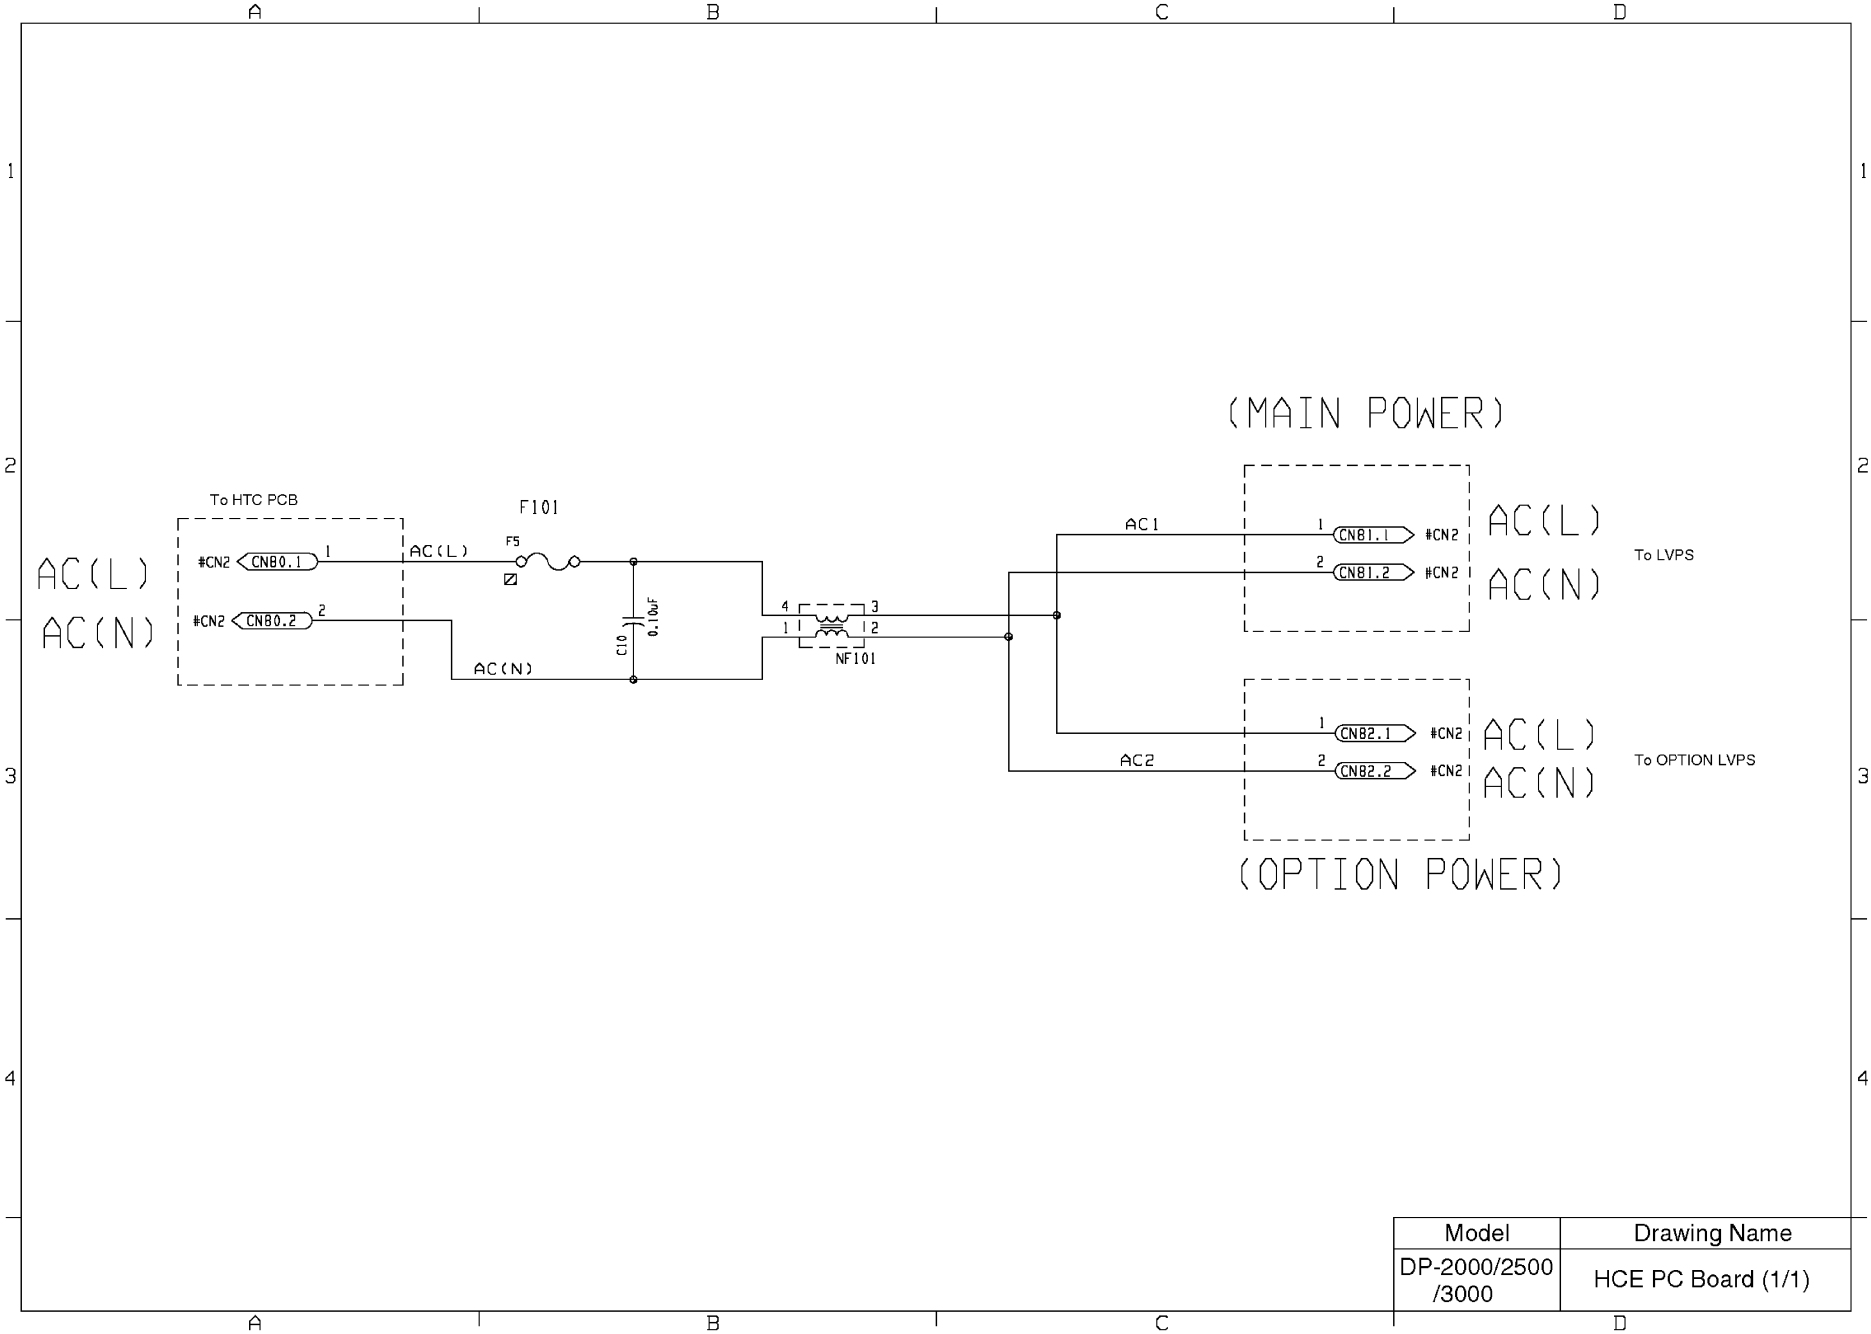 A B C D
1 1
(MAIN POWER)
2 2
To HTC PCB
F101
F5
AC(L)
#CN2 CN80.1 1 AC(L)
AC(N)
#CN2 CN80.2 2
AC(N)
C10
0.10uF
4 3
1 2
NF101
AC1 1 CN81.1 #CN2 AC(L)
2 CN81.2 #CN2 AC(N)
To LVPS
1 CN82.1 #CN2 AC(L)
AC2 2 CN82.2 #CN2 AC(N)
To OPTION LVPS
3 3
(OPTION POWER)
4 4
Model Drawing Name
DP-2000/2500
/3000
HCE PC Board (1/1)
A B C D